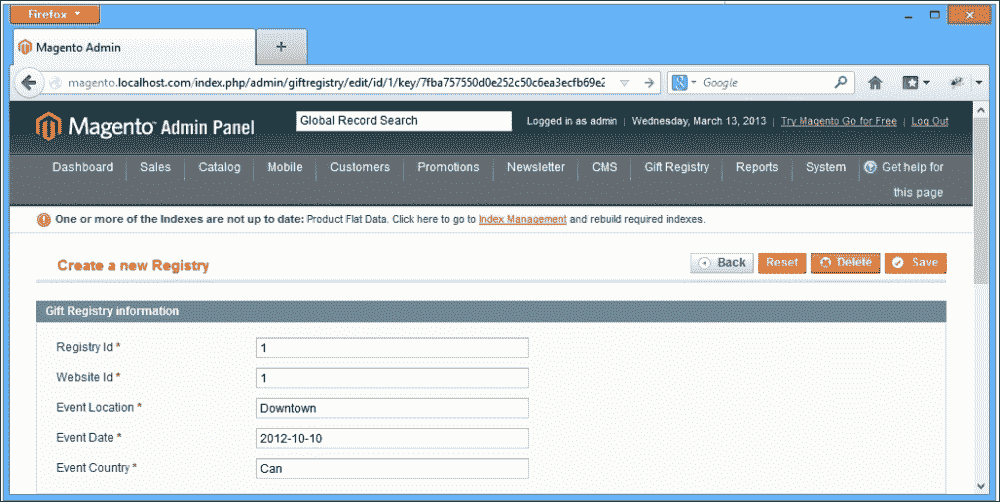 Firefox
Magento Admin
magento.localhost.com/index.php/admin/giftregistry/edit/id/1/key/7fba757550d0e252c50c6ea3ecfb69e2
Google
Magento Admin Panel
Global Record Search
Logged in as admin | Wednesday, March 13, 2013 | Try Magento Go for Free | Log Out
Dashboard Sales Catalog Mobile Customers Promotions Newsletter CMS Gift Registry Reports System Get help for
this page
One or more of the Indexes are not up to date: Product Flat Data. Click here to go to Index Management and rebuild required indexes.
Create a new Registry Back Reset Delete Save
Gift Registry information
Registry Id * 1
Website Id * 1
Event Location * Downtown
Event Date * 2012-10-10
Event Country * Can